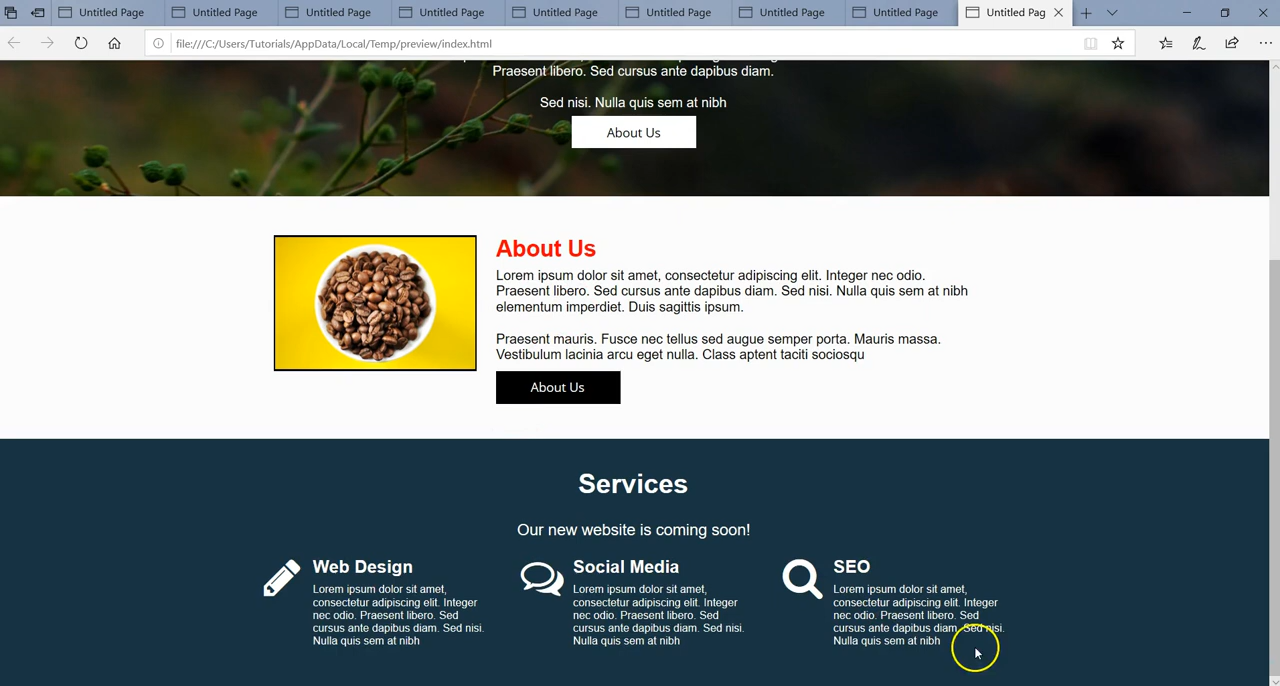 Untitled Page
Untitled Page
Untitled Page
Untitled Page
Untitled Page
Untitled Page
Untitled Page
Untitled Page
Untitled Pag
file:///C:/Users/Tutorials/AppData/Local/Temp/preview/index.html
Praesent libero. Sed cursus ante dapibus diam.
Sed nisi. Nulla quis sem at nibh
About Us
About Us
Lorem ipsum dolor sit amet, consectetur adipiscing elit. Integer nec odio.
Praesent libero. Sed cursus ante dapibus diam. Sed nisi. Nulla quis sem at nibh
elementum imperdiet. Duis sagittis ipsum.
Praesent mauris. Fusce nec tellus sed augue semper porta. Mauris massa.
Vestibulum lacinia arcu eget nulla. Class aptent taciti sociosqu
About Us
Services
Our new website is coming soon!
Web Design
Lorem ipsum dolor sit amet,
consectetur adipiscing elit. Integer
nec odio. Praesent libero. Sed
cursus ante dapibus diam. Sed nisi.
Nulla quis sem at nibh
Social Media
Lorem ipsum dolor sit amet,
consectetur adipiscing elit. Integer
nec odio. Praesent libero. Sed
cursus ante dapibus diam. Sed nisi.
Nulla quis sem at nibh
SEO
Lorem ipsum dolor sit amet,
consectetur adipiscing elit. Integer
nec odio. Praesent libero. Sed
cursus ante dapibus diam. Sed nisi.
Nulla quis sem at nibh